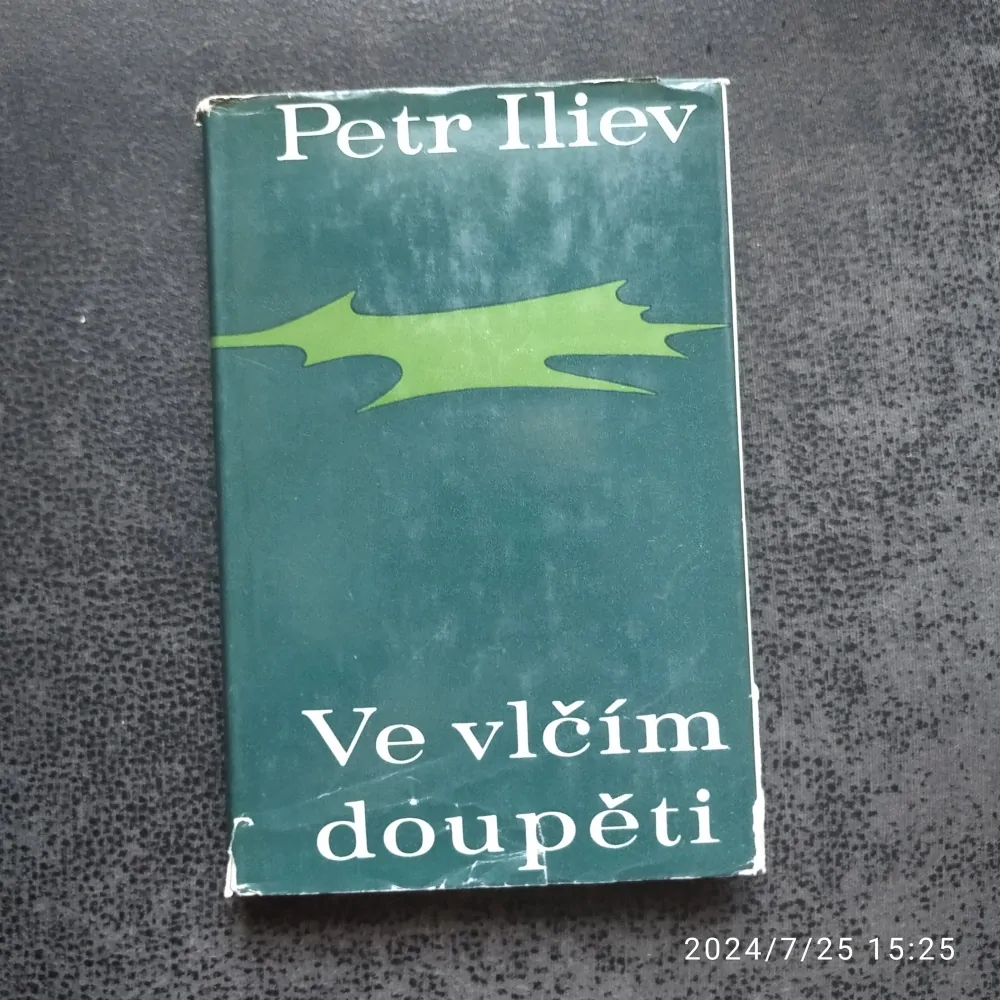 Petr Iliev
Ve vlčím
doupěti
2024/7/25 15:25